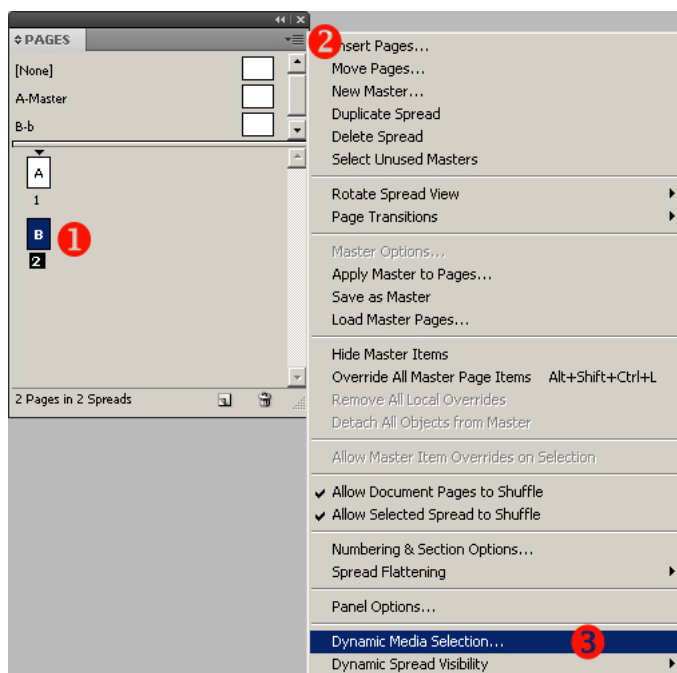 PAGES
[None]
A-Master
B-b
A
1
B
1
2
2 Pages in 2 Spreads
2
Insert Pages...
Move Pages...
New Master...
Duplicate Spread
Delete Spread
Select Unused Masters
Rotate Spread View
Page Transitions
Master Options...
Apply Master to Pages...
Save as Master
Load Master Pages...
Hide Master Items
Override All Master Page Items Alt+Shift+Ctrl+L
Remove All Local Overrides
Detach All Objects from Master
Allow Master Item Overrides on Selection
Allow Document Pages to Shuffle
Allow Selected Spread to Shuffle
Numbering & Section Options...
Spread Flattening
Panel Options...
Dynamic Media Selection... 3
Dynamic Spread Visibility